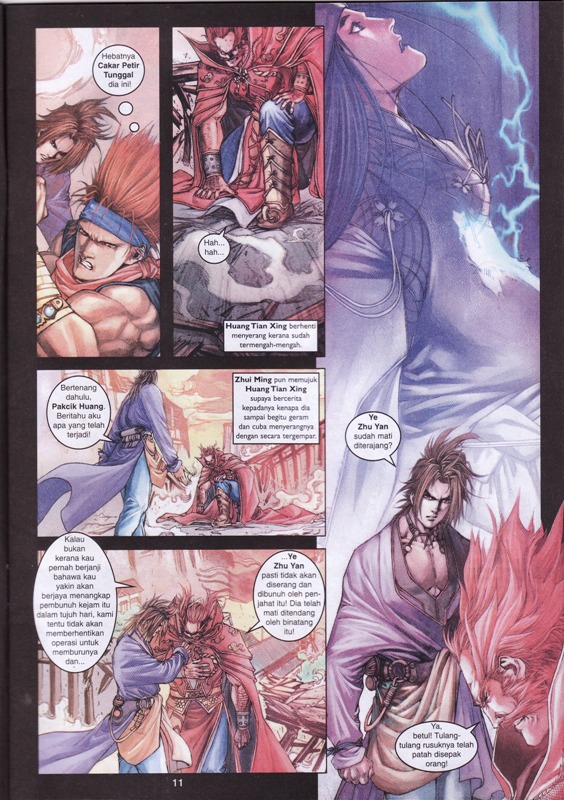 Hebatnya
Cakar Petir
Tunggal
dia ini!
Hah...
hah...
Huang Tian Xing berhenti
menyerang kerana sudah
termengah-mengah.
Bertenang
dahulu,
Pakcik Huang.
Beritahu aku
apa yang telah
terjadi!
Zhui Ming pun memujuk
Huang Tian Xing
supaya bercerita
kepadanya kenapa dia
sampai begitu geram
dan cuba menyerangnya
dengan secara tergempar.
Kalau
bukan
kerana kau
pernah berjanji
bahawa kau
yakin akan
berjaya menangkap
pembunuh kejam itu
dalam tujuh hari, kami
tentu tidak akan
memberhentikan
operasi untuk
memburunya
dan...
...Ye
Zhu Yan
pasti tidak akan
diserang dan
dibunuh oleh pen-
jahat itu! Dia telah
mati ditendang
oleh binatang
itu!
Ye
Zhu Yan
sudah mati
diterajang?
Ya,
betul! Tulang-
tulang rusuknya telah
patah disepak
orang!
11